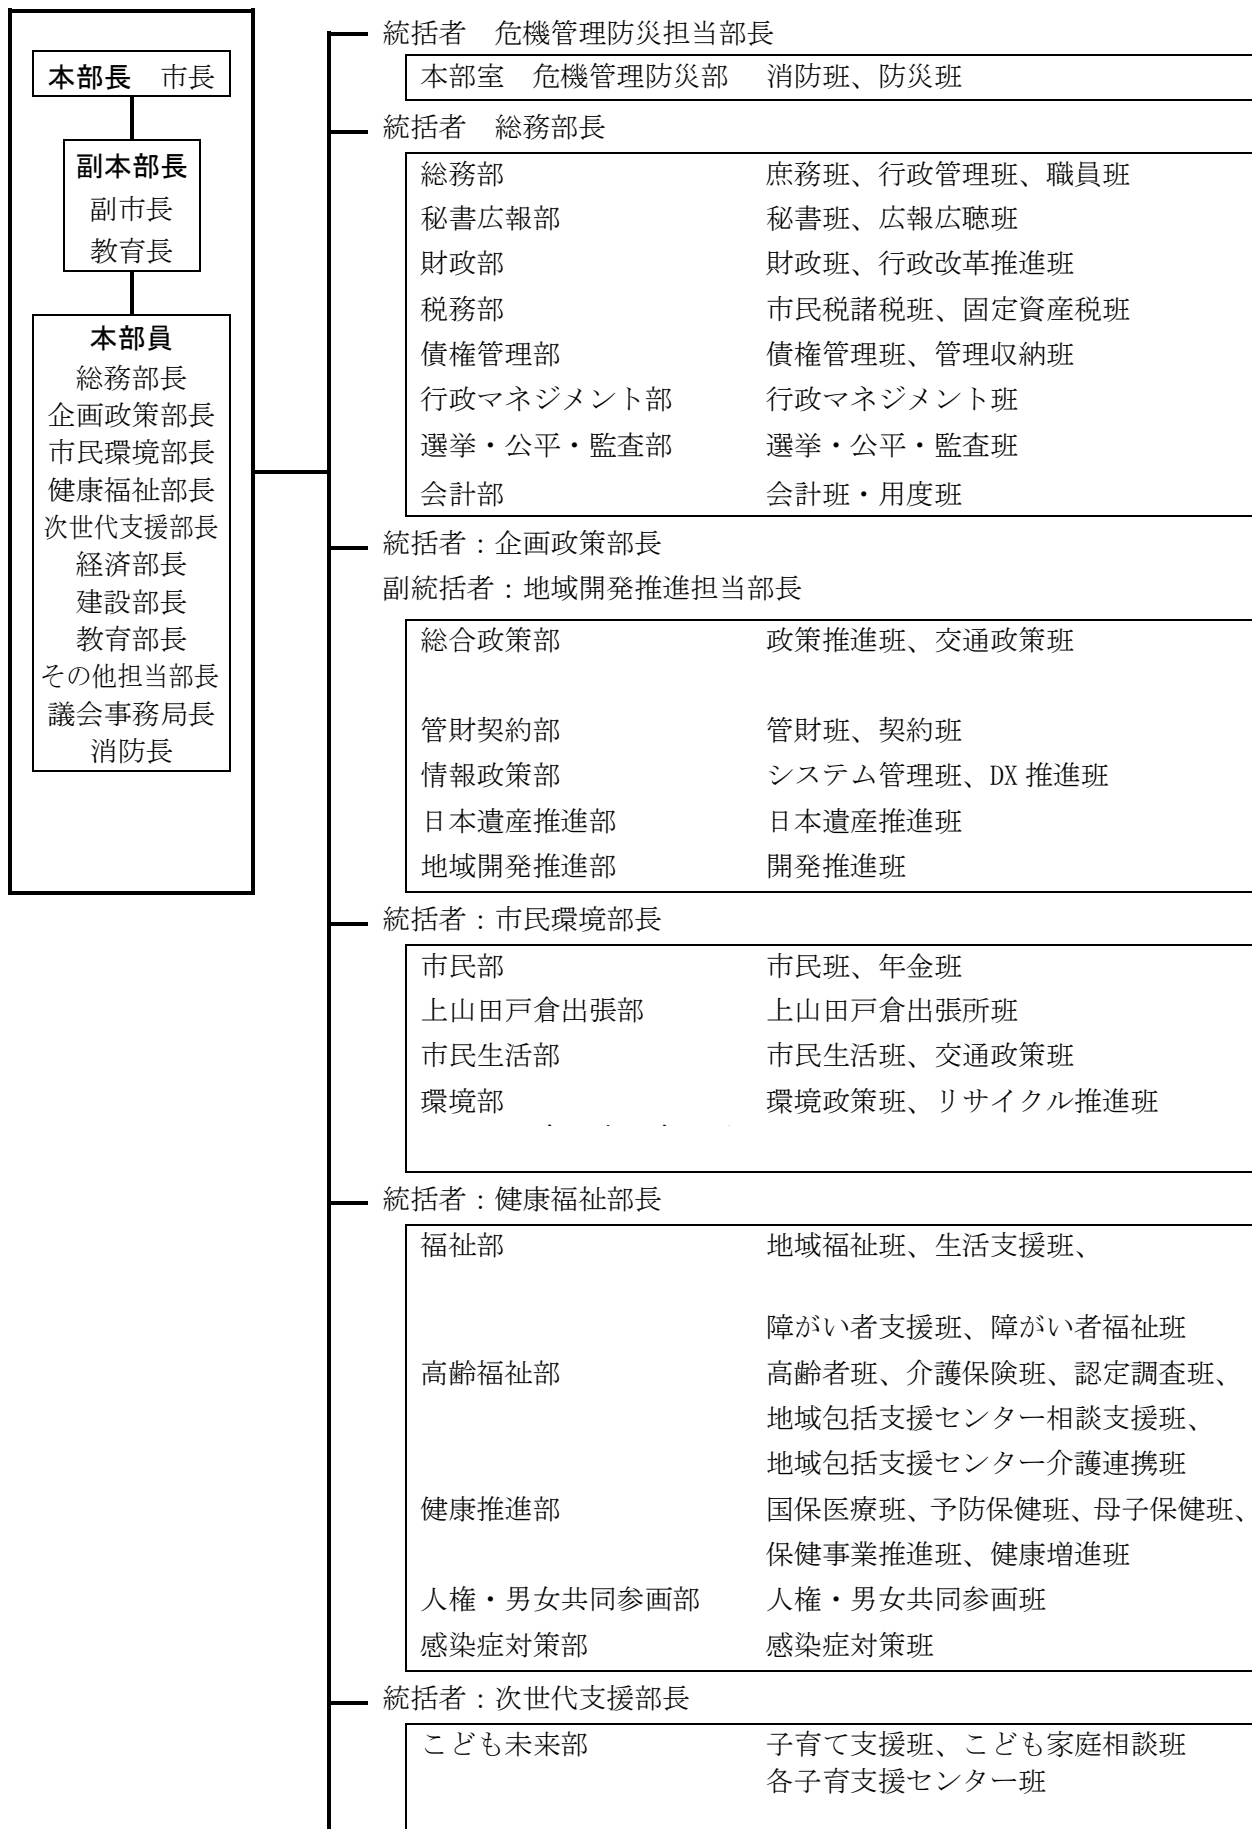 本部長　市長
副本部長
副市長
教育長
本部員
総務部長
企画政策部長
市民環境部長
健康福祉部長
次世代支援部長
経済部長
建設部長
教育部長
その他担当部長
議会事務局長
消防長
統括者　危機管理防災担当部長
本部室　危機管理防災部　消防班、防災班
統括者　総務部長
総務部　庶務班、行政管理班、職員班
秘書広報部　秘書班、広報広聴班
財政部　財政班、行政改革推進班
税務部　市民税諸税班、固定資産税班
債権管理部　債権管理班、管理収納班
行政マネジメント部　行政マネジメント班
選挙・公平・監査部　選挙・公平・監査班
会計部　会計班・用度班
統括者：企画政策部長
副統括者：地域開発推進担当部長
総合政策部　政策推進班、交通政策班
管財契約部　管財班、契約班
情報政策部　システム管理班、DX 推進班
日本遺産推進部　日本遺産推進班
地域開発推進部　開発推進班
統括者：市民環境部長
市民部　市民班、年金班
上山田戸倉出張部　上山田戸倉出張所班
市民生活部　市民生活班、交通政策班
環境部　環境政策班、リサイクル推進班
統括者：健康福祉部長
福祉部　地域福祉班、生活支援班、
障がい者支援班、障がい者福祉班
高齢福祉部　高齢者班、介護保険班、認定調査班、
地域包括支援センター相談支援班、
地域包括支援センター介護連携班
健康推進部　国保医療班、予防保健班、母子保健班、
保健事業推進班、健康増進班
人権・男女共同参画部　人権・男女共同参画班
感染症対策部　感染症対策班
統括者：次世代支援部長
こども未来部　子育て支援班、こども家庭相談班
各子育支援センター班